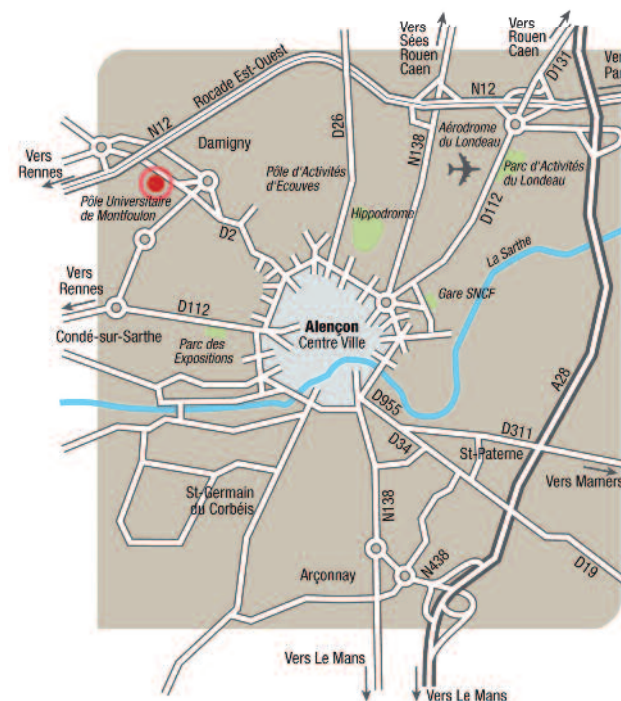 Vers
Sées
Rouen
Caen
Vers
Rouen
Caen
D131
Rocade Est-Ouest
N12
N12
D26
N138
Aérodrome
du Londeau
Damigny
Vers
Rennes
Pôle d'Activités
d'Ecouves
Parc d'Activités
du Londeau
Pôle Universitaire
de Montfoulon
D112
Hippodrome
D2
La Sarthe
Vers
Rennes
Gare SNCF
D112
Alençon
Centre Ville
Condé-sur-Sarthe
Parc des
Expositions
A28
D955
D311
D34
St-Paterne
Vers Mamers
St-Germain
du Corbéis
N138
D19
Arçonnay
N438
Vers Le Mans
Vers Le Mans